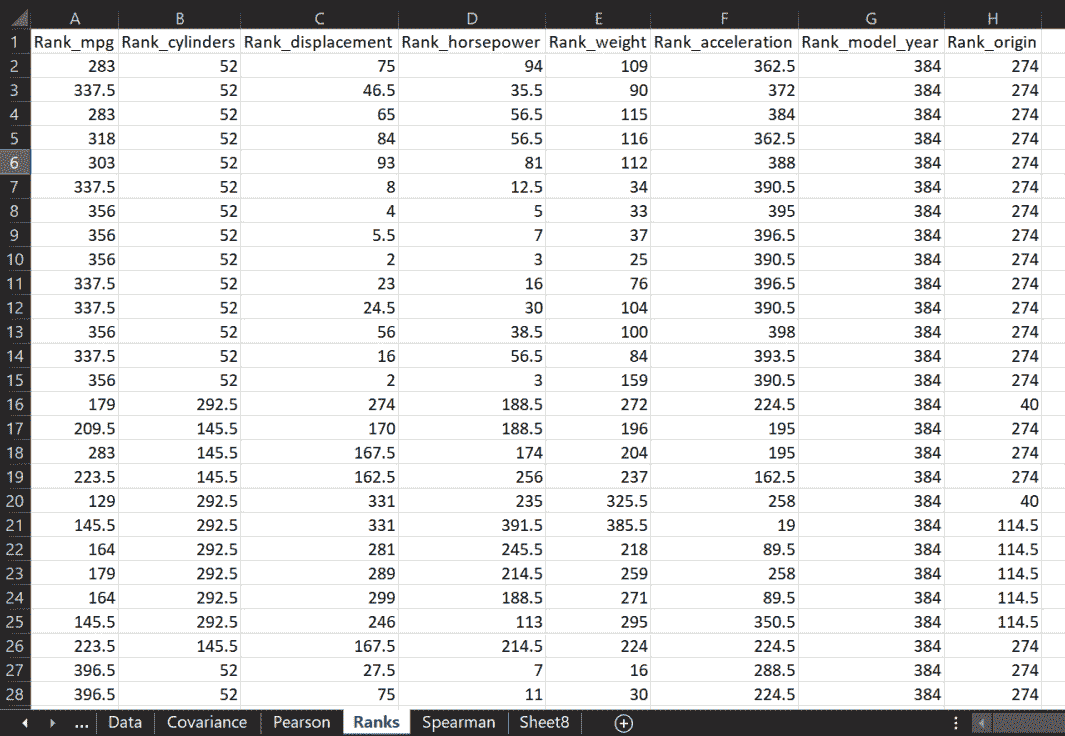 A B C D E F G H
1 Rank_mpg Rank_cylinders Rank_displacement Rank_horsepower Rank_weight Rank_acceleration Rank_model_year Rank_origin
2 283 52 75 94 109 362.5 384 274
3 337.5 52 46.5 35.5 90 372 384 274
4 283 52 65 56.5 115 384 384 274
5 318 52 84 56.5 116 362.5 384 274
6 303 52 93 81 112 388 384 274
7 337.5 52 8 12.5 34 390.5 384 274
8 356 52 4 5 33 395 384 274
9 356 52 5.5 7 37 396.5 384 274
10 356 52 2 3 25 390.5 384 274
11 337.5 52 23 16 76 396.5 384 274
12 337.5 52 24.5 30 104 390.5 384 274
13 356 52 56 38.5 100 398 384 274
14 337.5 52 16 56.5 84 393.5 384 274
15 356 52 2 3 159 390.5 384 274
16 179 292.5 274 188.5 272 224.5 384 40
17 209.5 145.5 170 188.5 196 195 384 274
18 283 145.5 167.5 174 204 195 384 274
19 223.5 145.5 162.5 256 237 162.5 384 274
20 129 292.5 331 235 325.5 258 384 40
21 145.5 292.5 331 391.5 385.5 19 384 114.5
22 164 292.5 281 245.5 218 89.5 384 114.5
23 179 292.5 289 214.5 259 258 384 114.5
24 164 292.5 299 188.5 271 89.5 384 114.5
25 145.5 292.5 246 113 295 350.5 384 114.5
26 223.5 145.5 167.5 214.5 224 224.5 384 274
27 396.5 52 27.5 7 16 288.5 384 274
28 396.5 52 75 11 30 224.5 384 274
... Data Covariance Pearson Ranks Spearman Sheet8